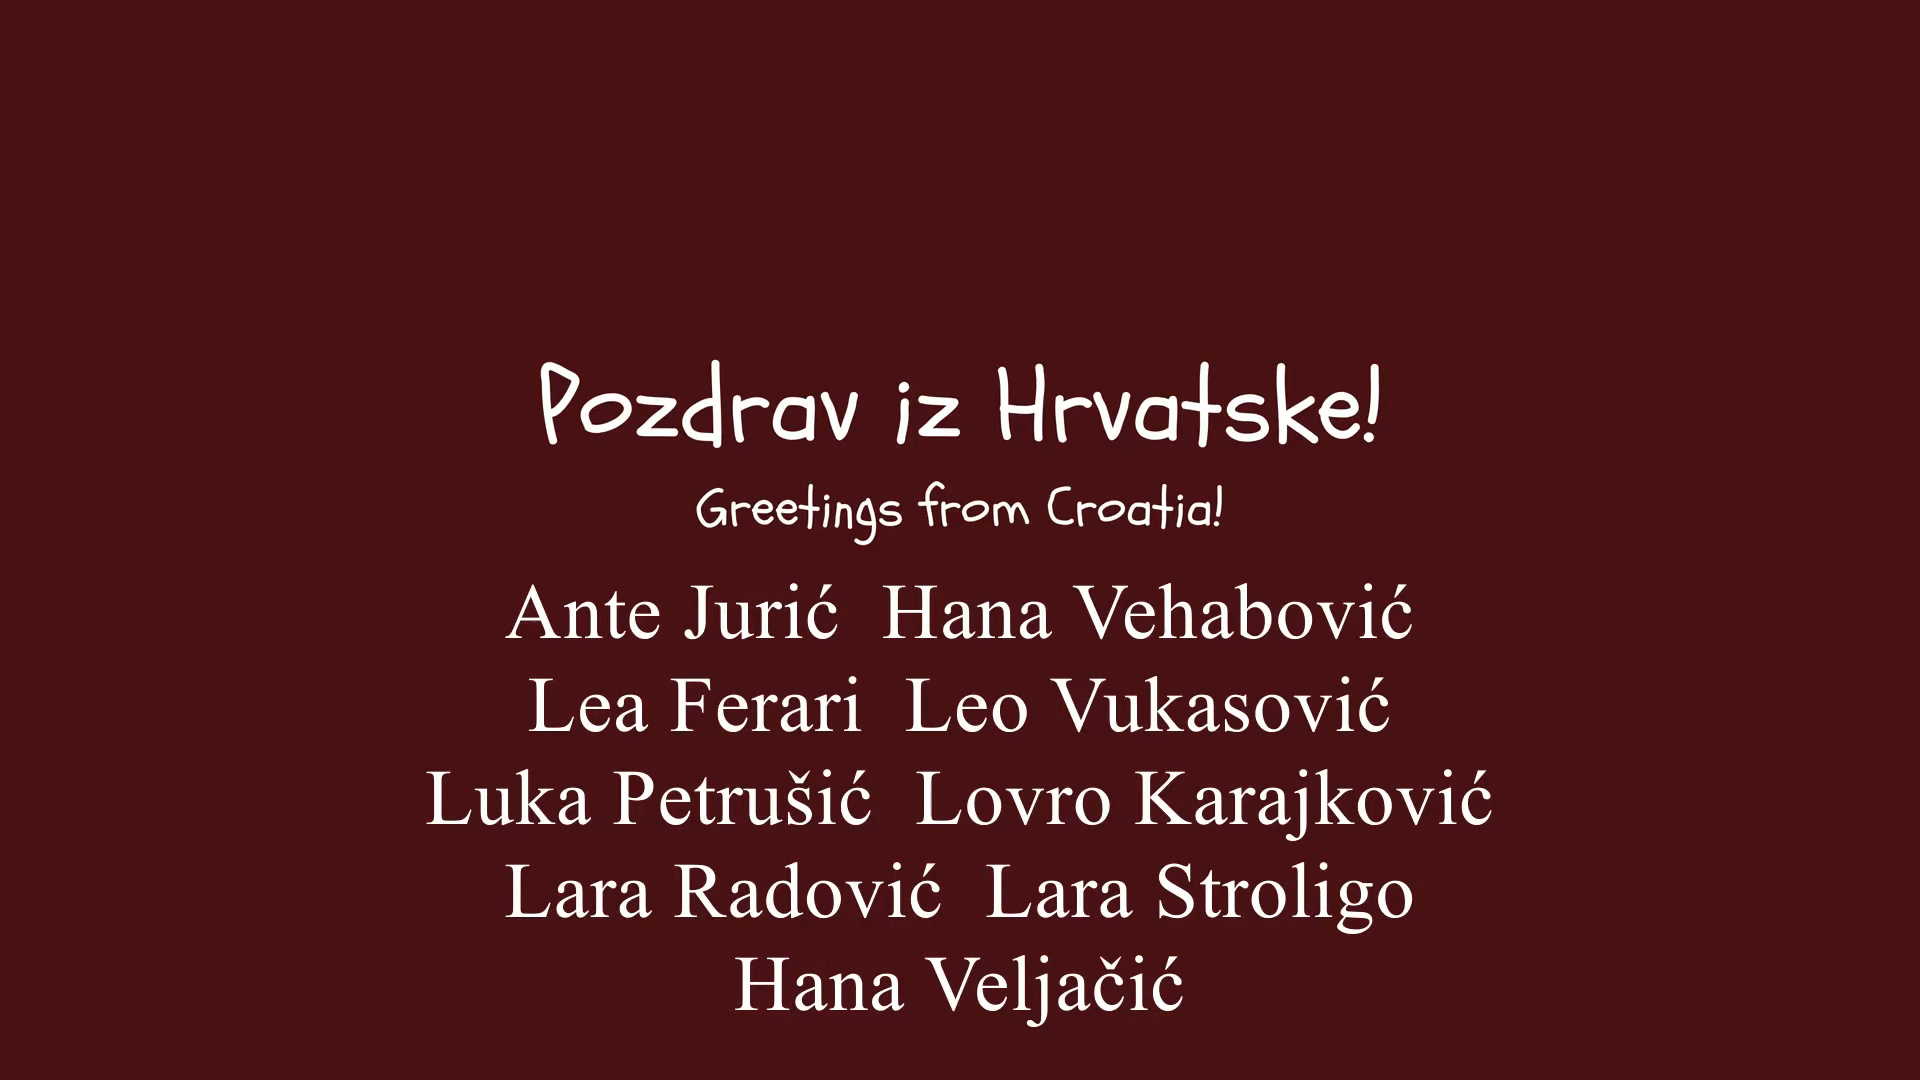 Pozdrav iz Hrvatske!
Greetings from Croatia!
Ante Jurić  Hana Vehabović
Lea Ferari  Leo Vukasović
Luka Petrušić  Lovro Karajković
Lara Radović  Lara Stroligo
Hana Veljačić